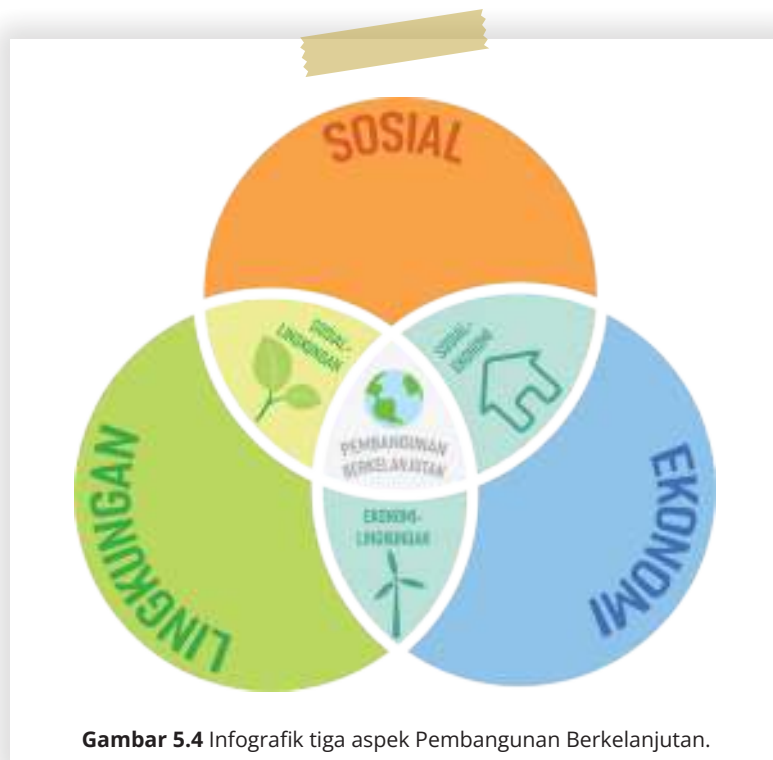 SOSIAL
SOSIAL-
LINGKUNGAN
SOSIAL-
EKONOMI
PEMBANGUNAN
BERKELANJUTAN
LINGKUNGAN
EKONOMI
EKONOMI-
LINGKUNGAN
Gambar 5.4 Infografik tiga aspek Pembangunan Berkelanjutan.